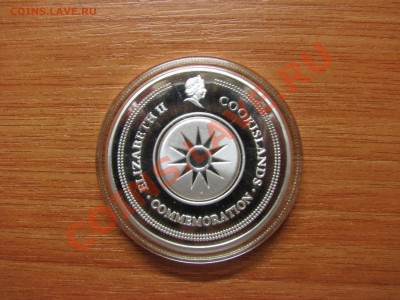 COINS.LAVE.RU
ELIZABETH II
COOK ISLANDS
· COMMEMORATION ·
COINS.LAVE.RU